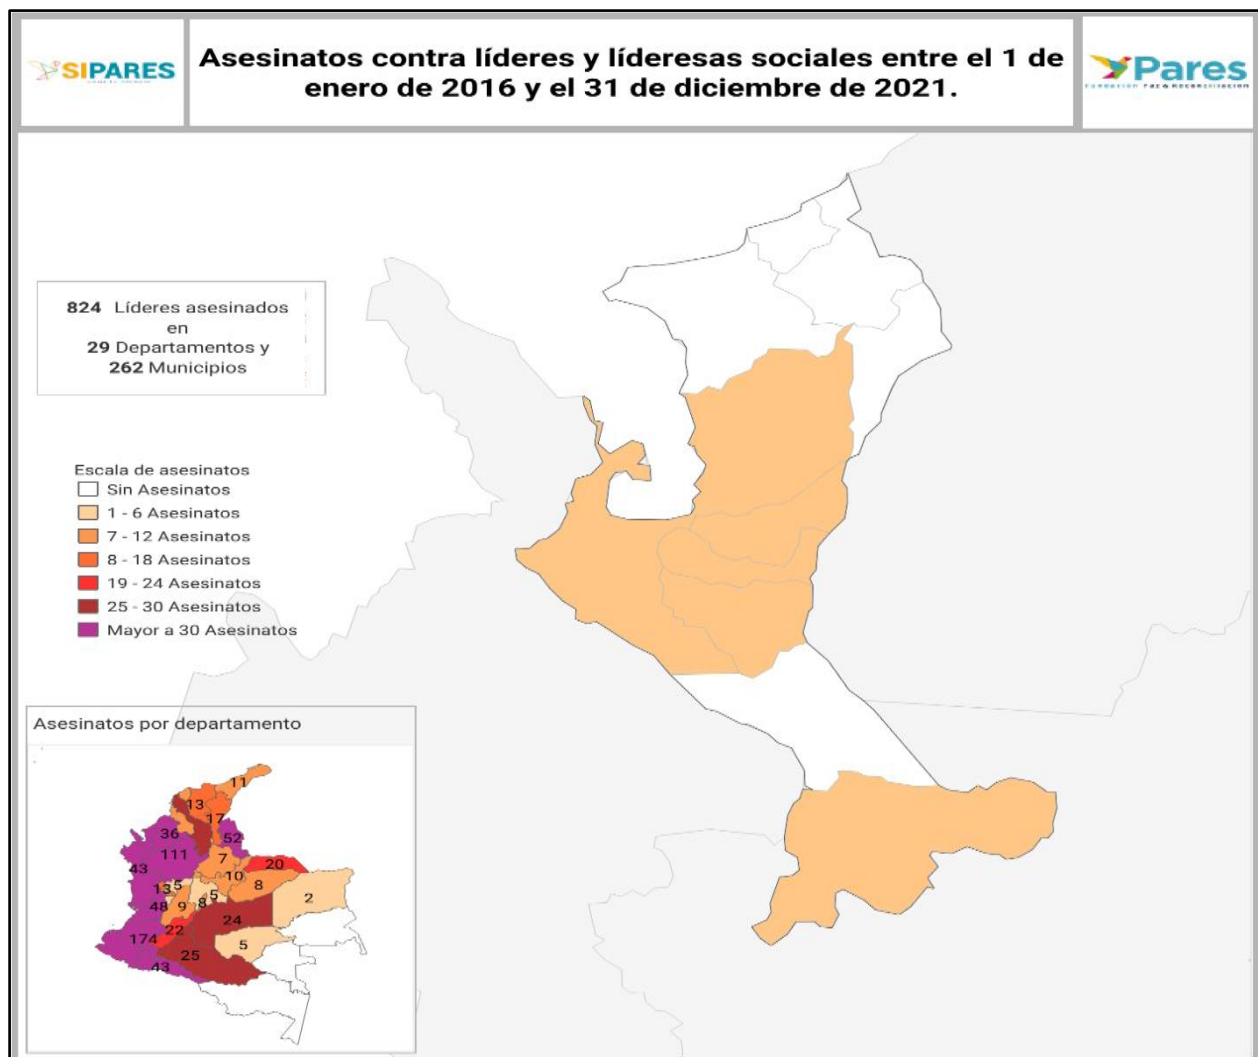 SIPARES
Asesinatos contra líderes y líderesas sociales entre el 1 de
enero de 2016 y el 31 de diciembre de 2021.
Pares
Fundación Paz & Reconciliación
824 Líderes asesinados
en
29 Departamentos y
262 Municipios
Escala de asesinatos
Sin Asesinatos
1 - 6 Asesinatos
7 - 12 Asesinatos
8 - 18 Asesinatos
19 - 24 Asesinatos
25 - 30 Asesinatos
Mayor a 30 Asesinatos
Asesinatos por departamento
11
13
17
36
52
111
7
20
43
10
13
5
8
5
2
48
9
8
24
22
174
5
25
43